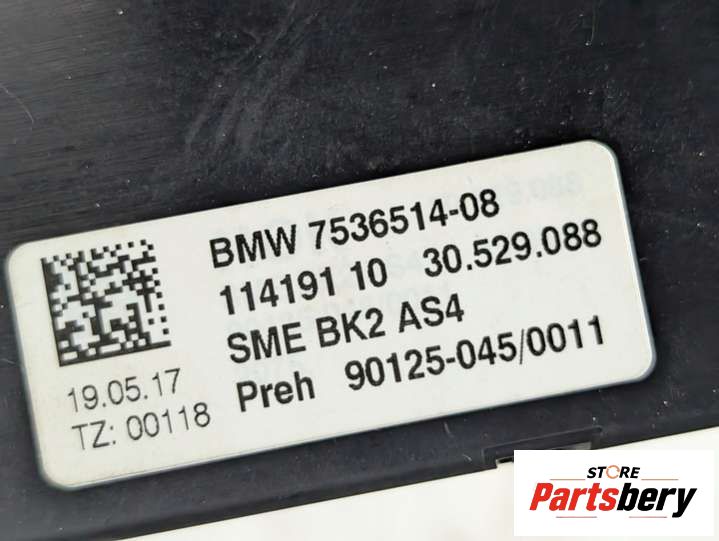 BMW 7536514-08
114191 10 30.529.088
SME BK2 AS4
Preh 90125-045/0011
19.05.17
TZ: 00118
STORE
Partsbery